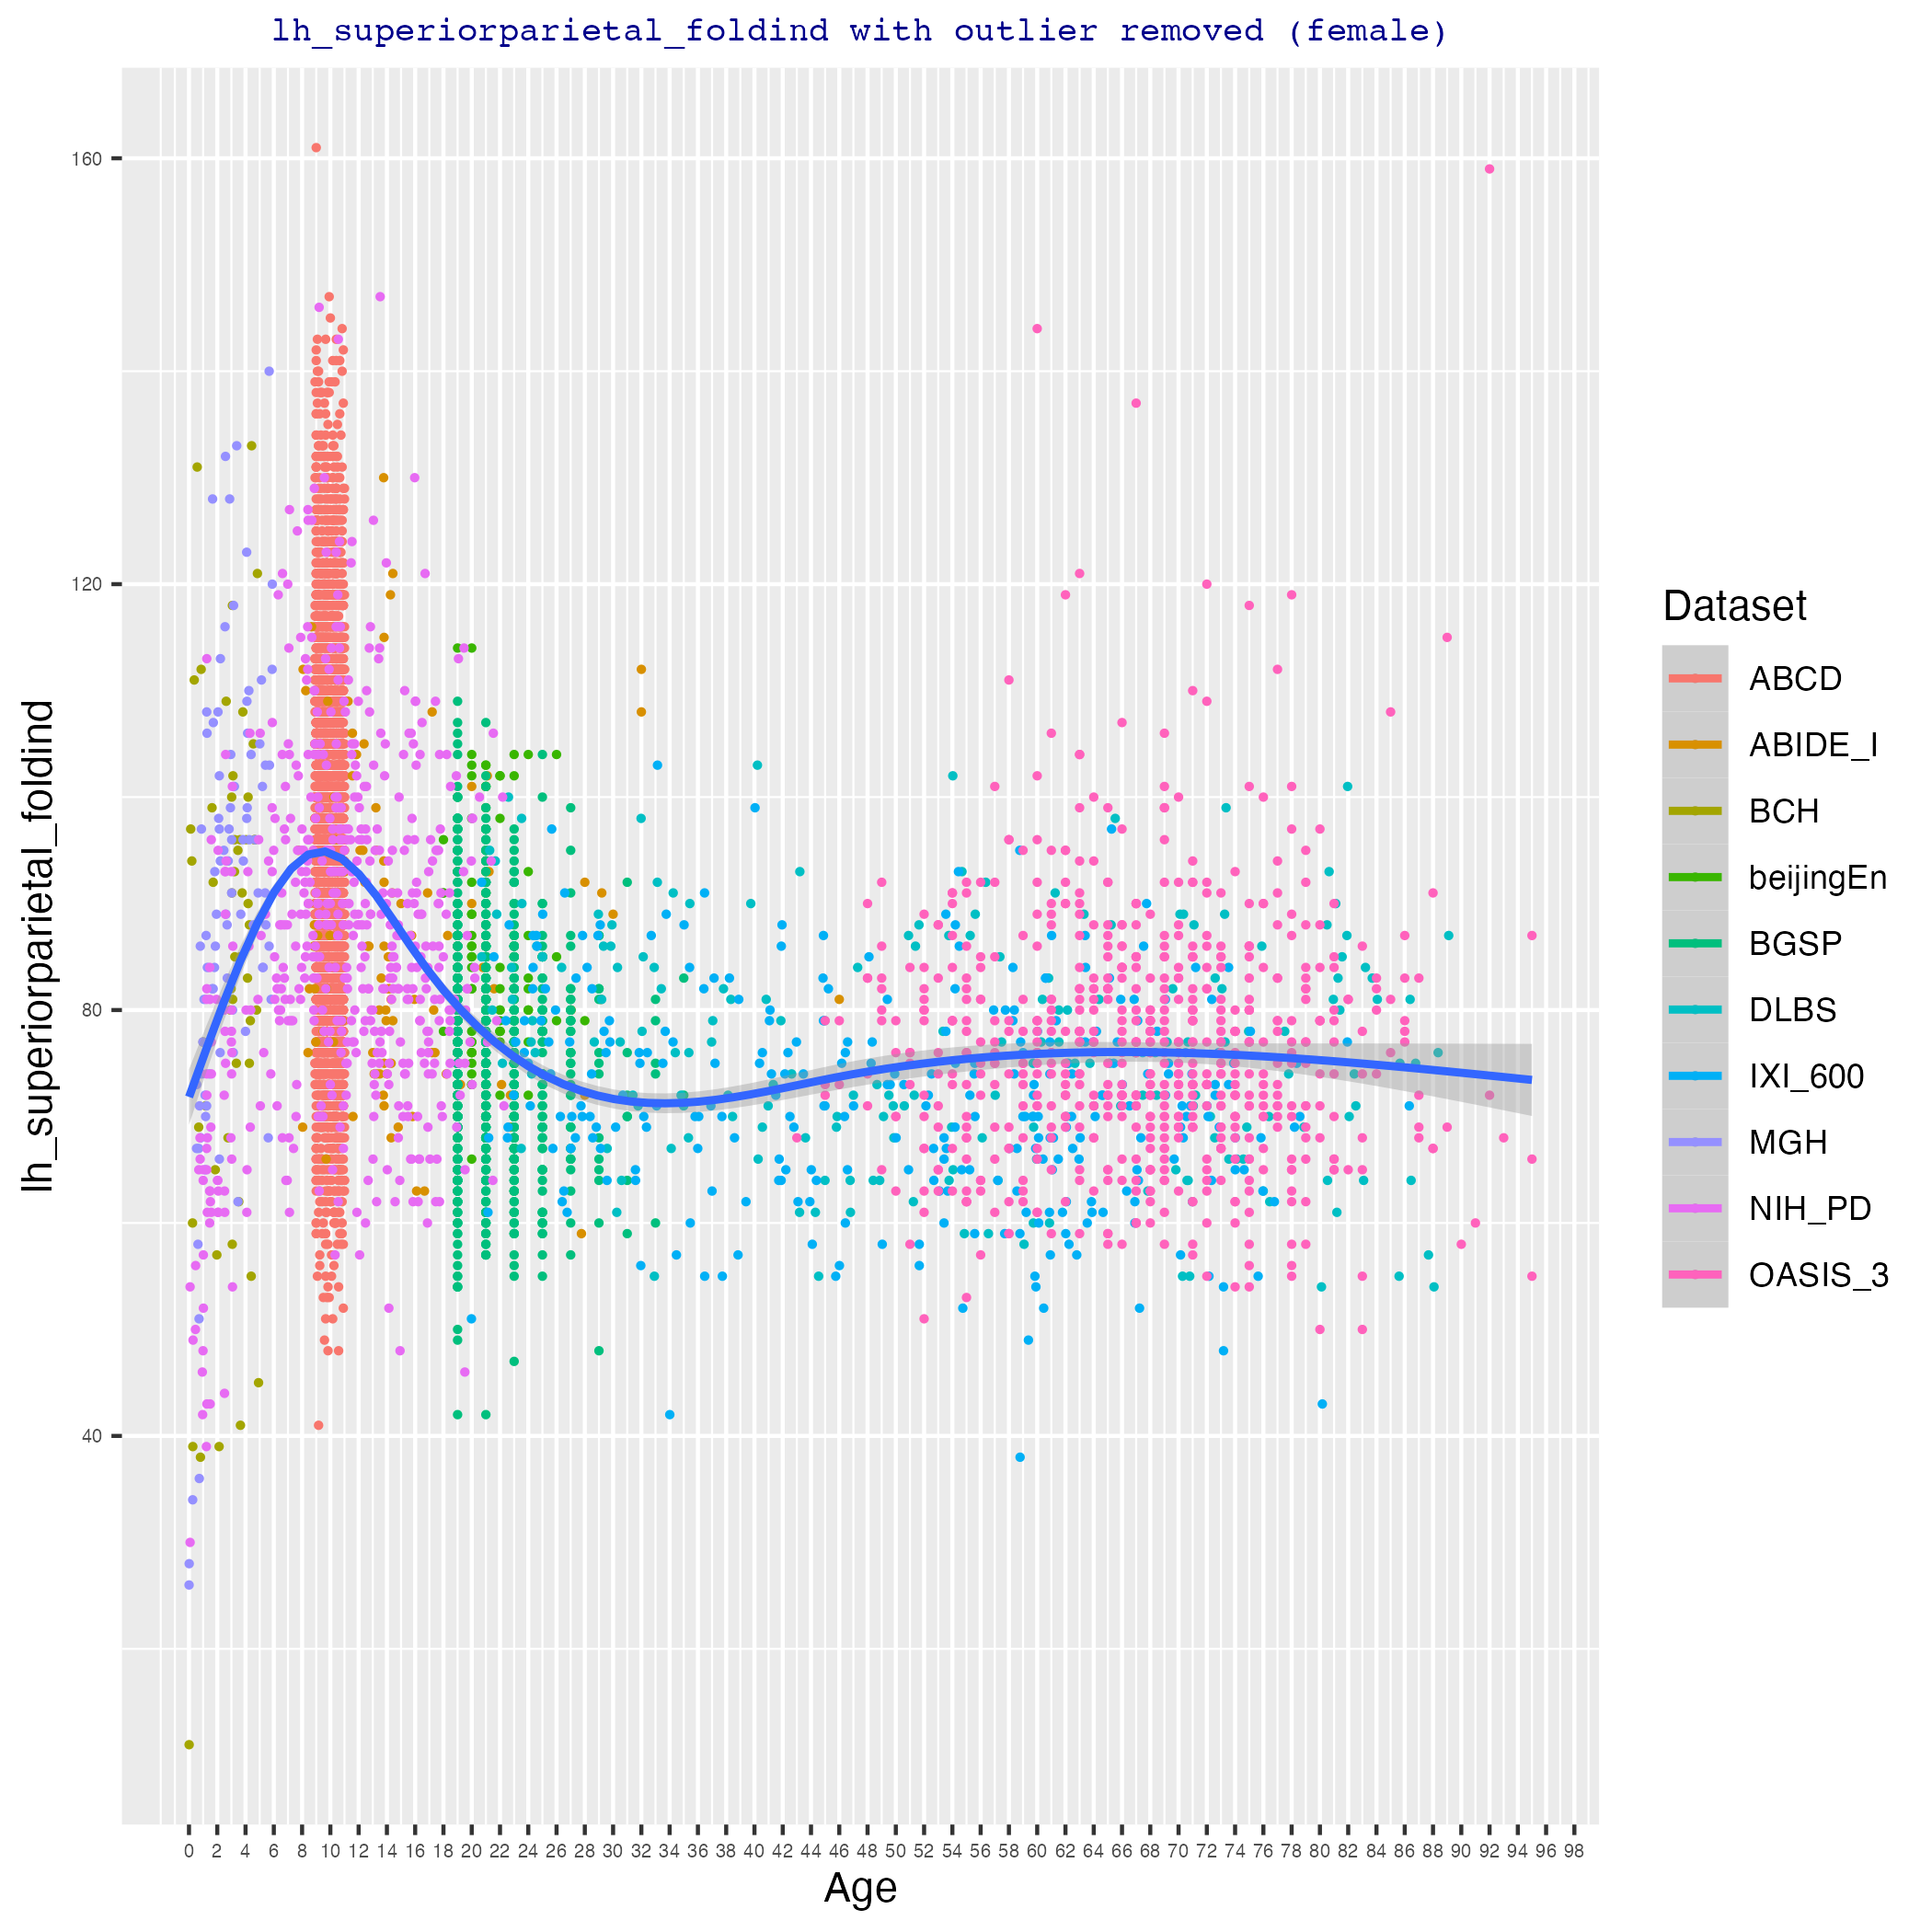 lh_superiorparietal_foldind with outlier removed (female)
lh_superiorparietal_foldind
160
120
80
40
0 2 4 6 8 10 12 14 16 18 20 22 24 26 28 30 32 34 36 38 40 42 44 46 48 50 52 54 56 58 60 62 64 66 68 70 72 74 76 78 80 82 84 86 88 90 92 94 96 98
Age
Dataset
ABCD
ABIDE_I
BCH
beijingEn
BGSP
DLBS
IXI_600
MGH
NIH_PD
OASIS_3